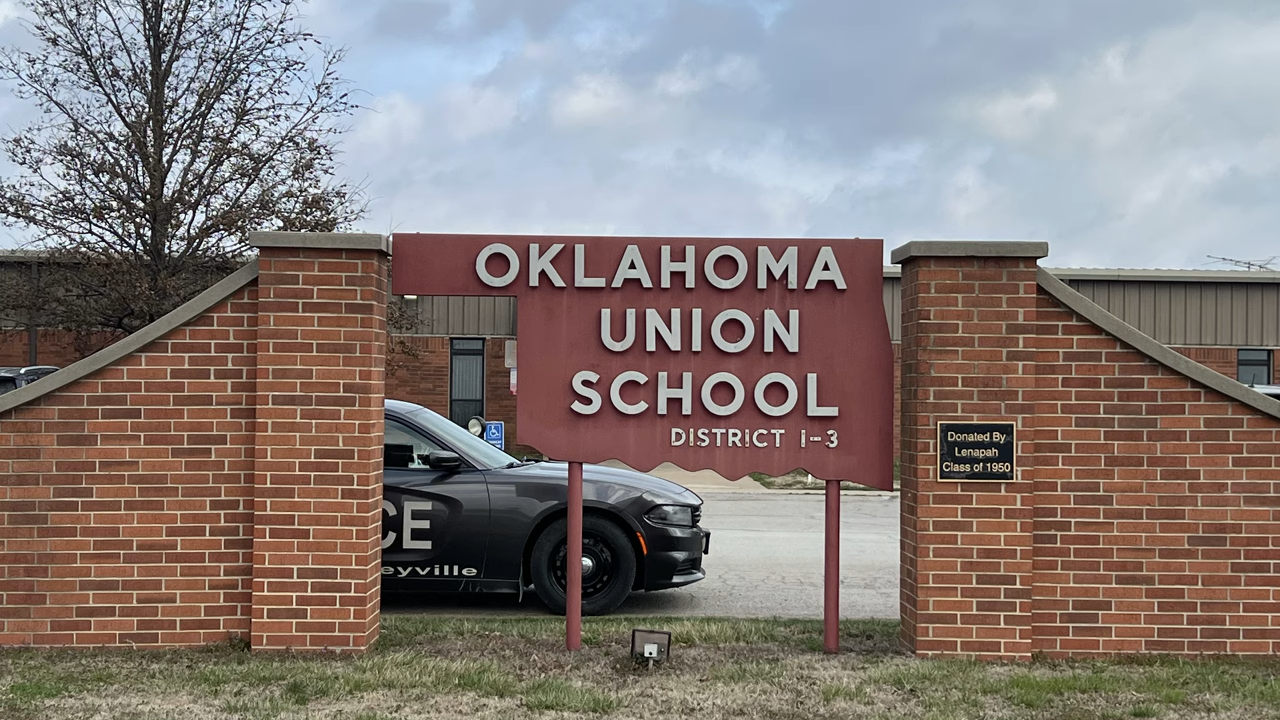 OKLAHOMA
UNION
SCHOOL
DISTRICT I-3
Donated By
Lenapah
Class of 1950
CE
eyville